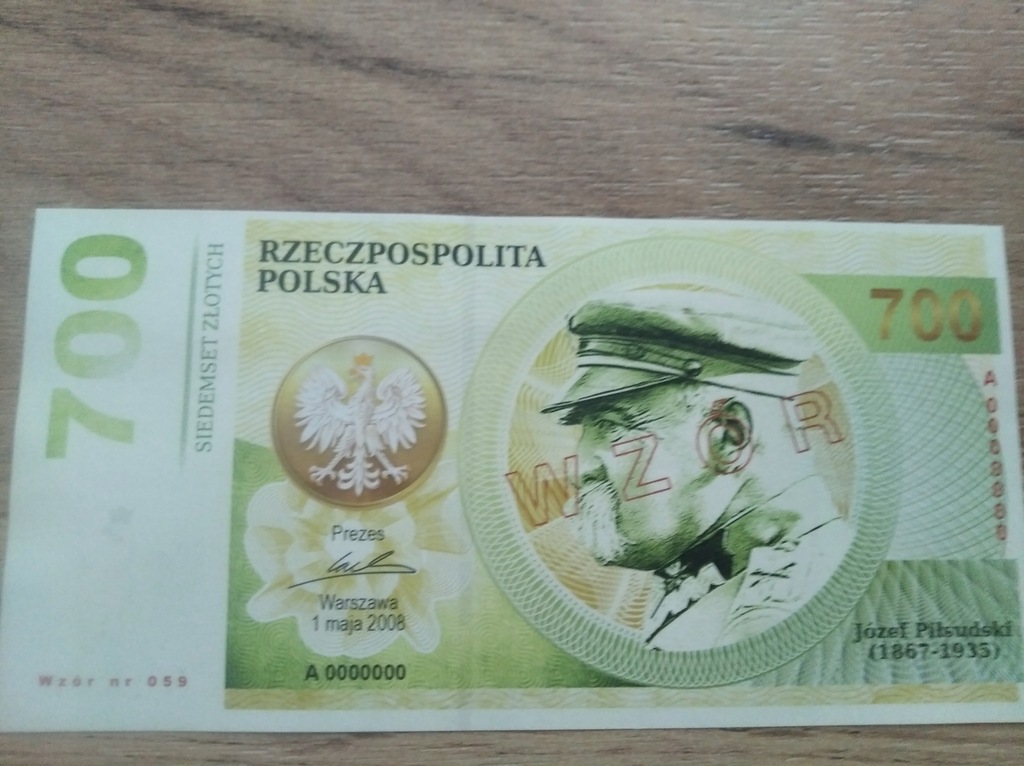 700
SIEDEMSET ZŁOTYCH
RZECZPOSPOLITA
POLSKA
700
A 0000000
WZÓR
Prezes
Warszawa
1 maja 2008
A 0000000
Józef Piłsudski
(1867-1935)
Wzór nr 059